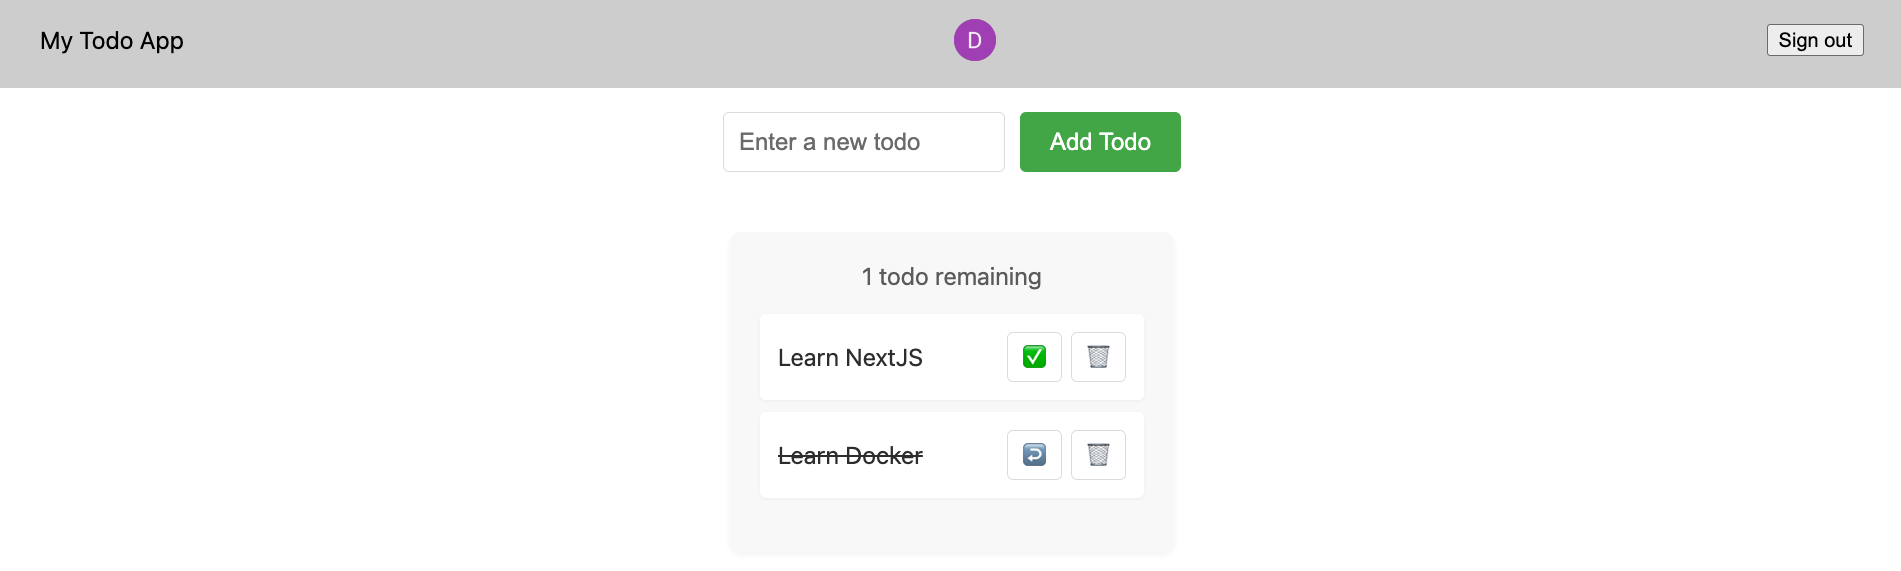 My Todo App
D
Sign out
Enter a new todo
Add Todo
1 todo remaining
Learn NextJS
Learn Docker